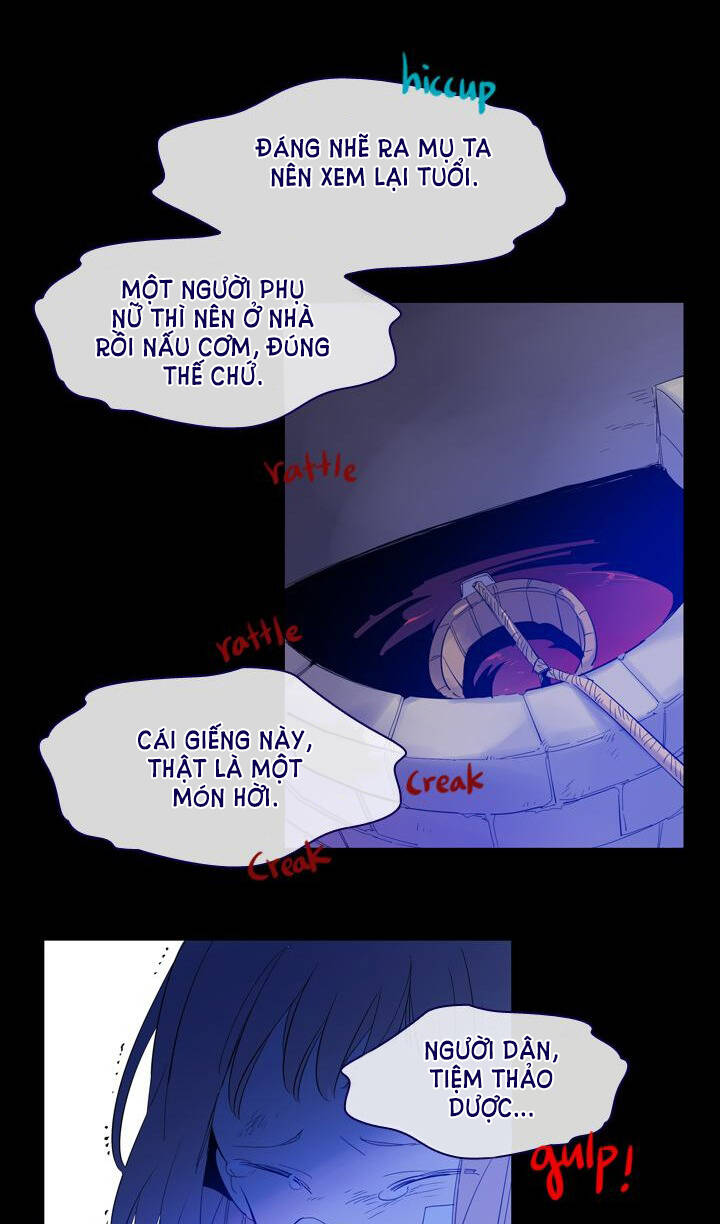 hiccup
ĐÁNG NHẼ RA MỤ TA
NÊN XEM LẠI TUỔI.
MỘT NGƯỜI PHỤ
NỮ THÌ NÊN Ở NHÀ
RỒI NẤU CƠM, ĐÚNG
THẾ CHỨ.
rattle
rattle
CÁI GIẾNG NÀY,
THẬT LÀ MỘT
MÓN HỜI.
Creak
Creak
NGƯỜI DÂN,
TIỆM THẢO
DƯỢC...
gulp!